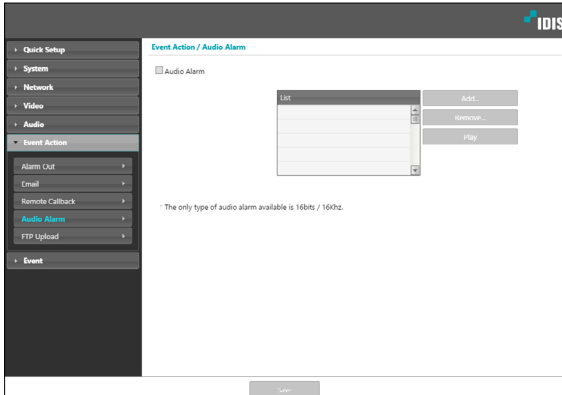 IDIS
Quick Setup
System
Network
Video
Audio
Event Action
Alarm Out
Email
Remote Callback
Audio Alarm
FTP Upload
Event
Event Action / Audio Alarm
Audio Alarm
List
Add...
Remove...
Play
* The only type of audio alarm available is 16bits / 16Khz.
Save